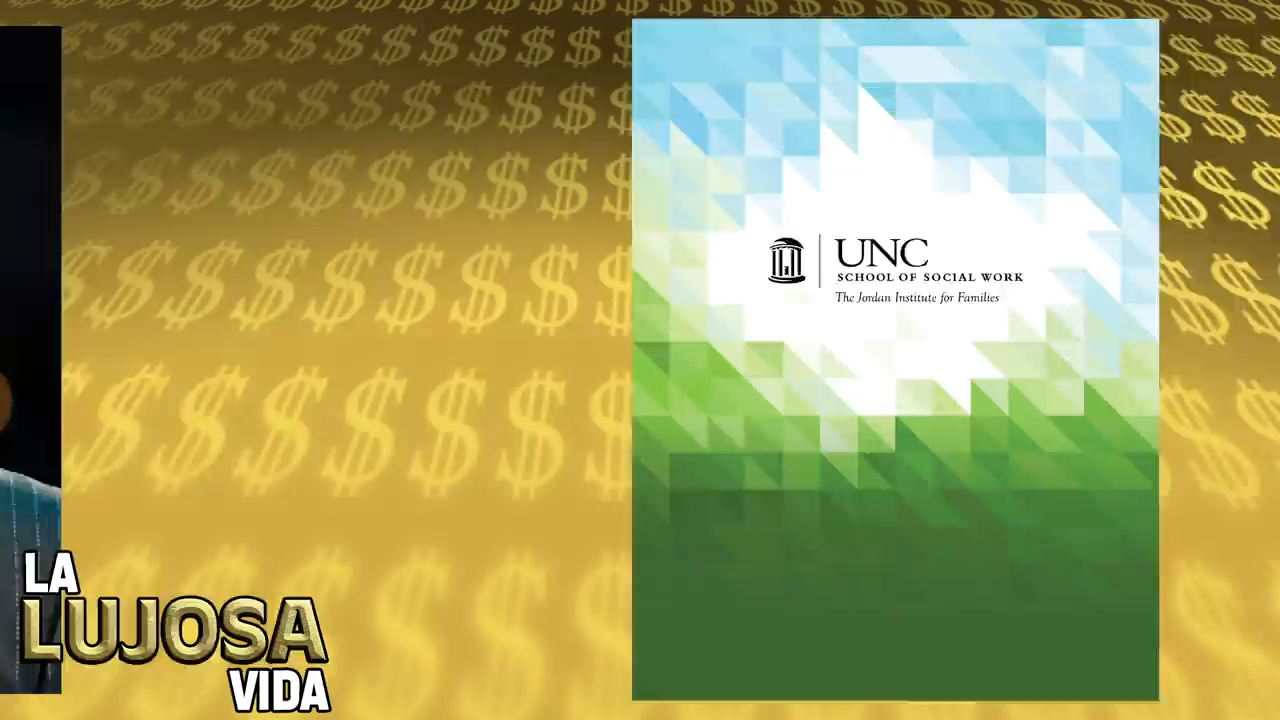 UNC
SCHOOL OF SOCIAL WORK
The Jordan Institute for Families
LA
LUJOSA
VIDA